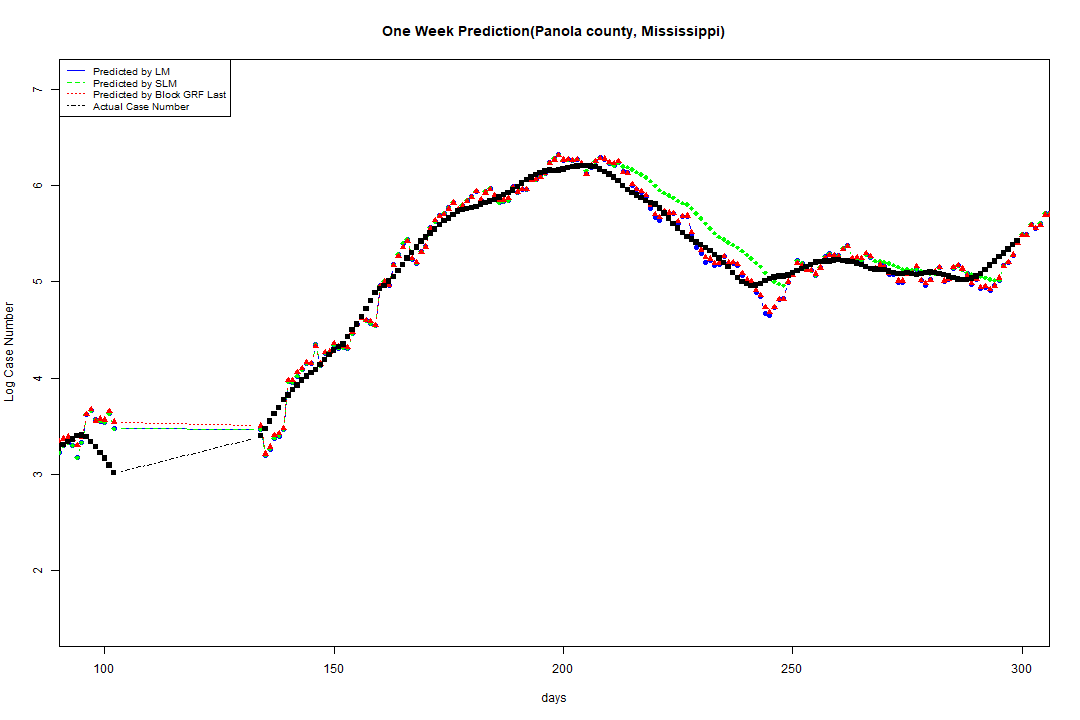 One Week Prediction(Panola county, Mississippi)
Predicted by LM
Predicted by SLM
Predicted by Block GRF Last
Actual Case Number
7
6
5
4
3
2
Log Case Number
100 150 200 250 300
days